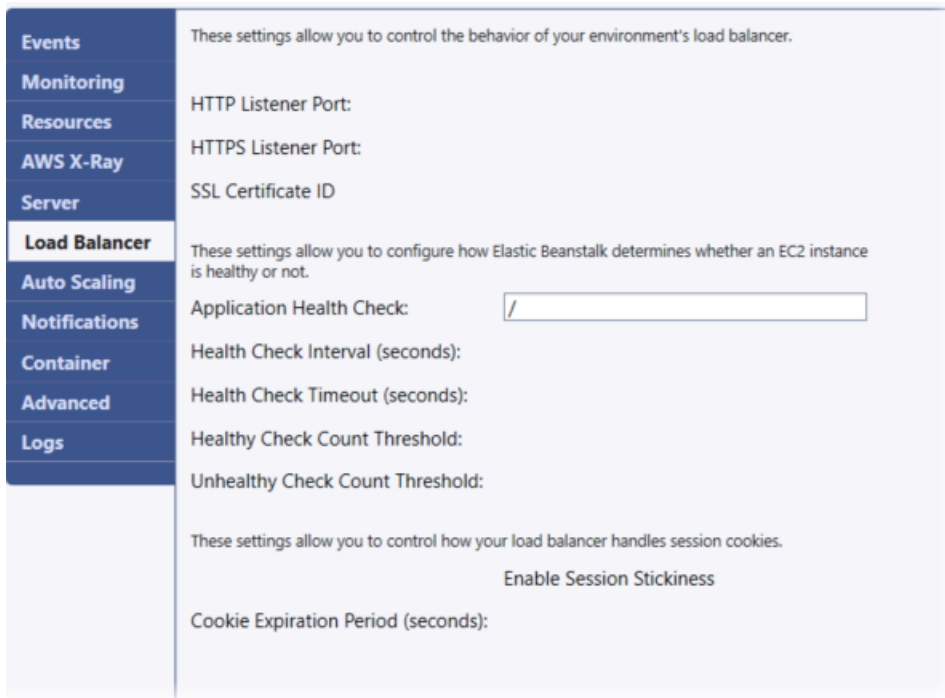 Events
Monitoring
Resources
AWS X-Ray
Server
Load Balancer
Auto Scaling
Notifications
Container
Advanced
Logs
These settings allow you to control the behavior of your environment's load balancer.
HTTP Listener Port:
HTTPS Listener Port:
SSL Certificate ID
These settings allow you to configure how Elastic Beanstalk determines whether an EC2 instance
is healthy or not.
Application Health Check: /
Health Check Interval (seconds):
Health Check Timeout (seconds):
Healthy Check Count Threshold:
Unhealthy Check Count Threshold:
These settings allow you to control how your load balancer handles session cookies.
Enable Session Stickiness
Cookie Expiration Period (seconds):